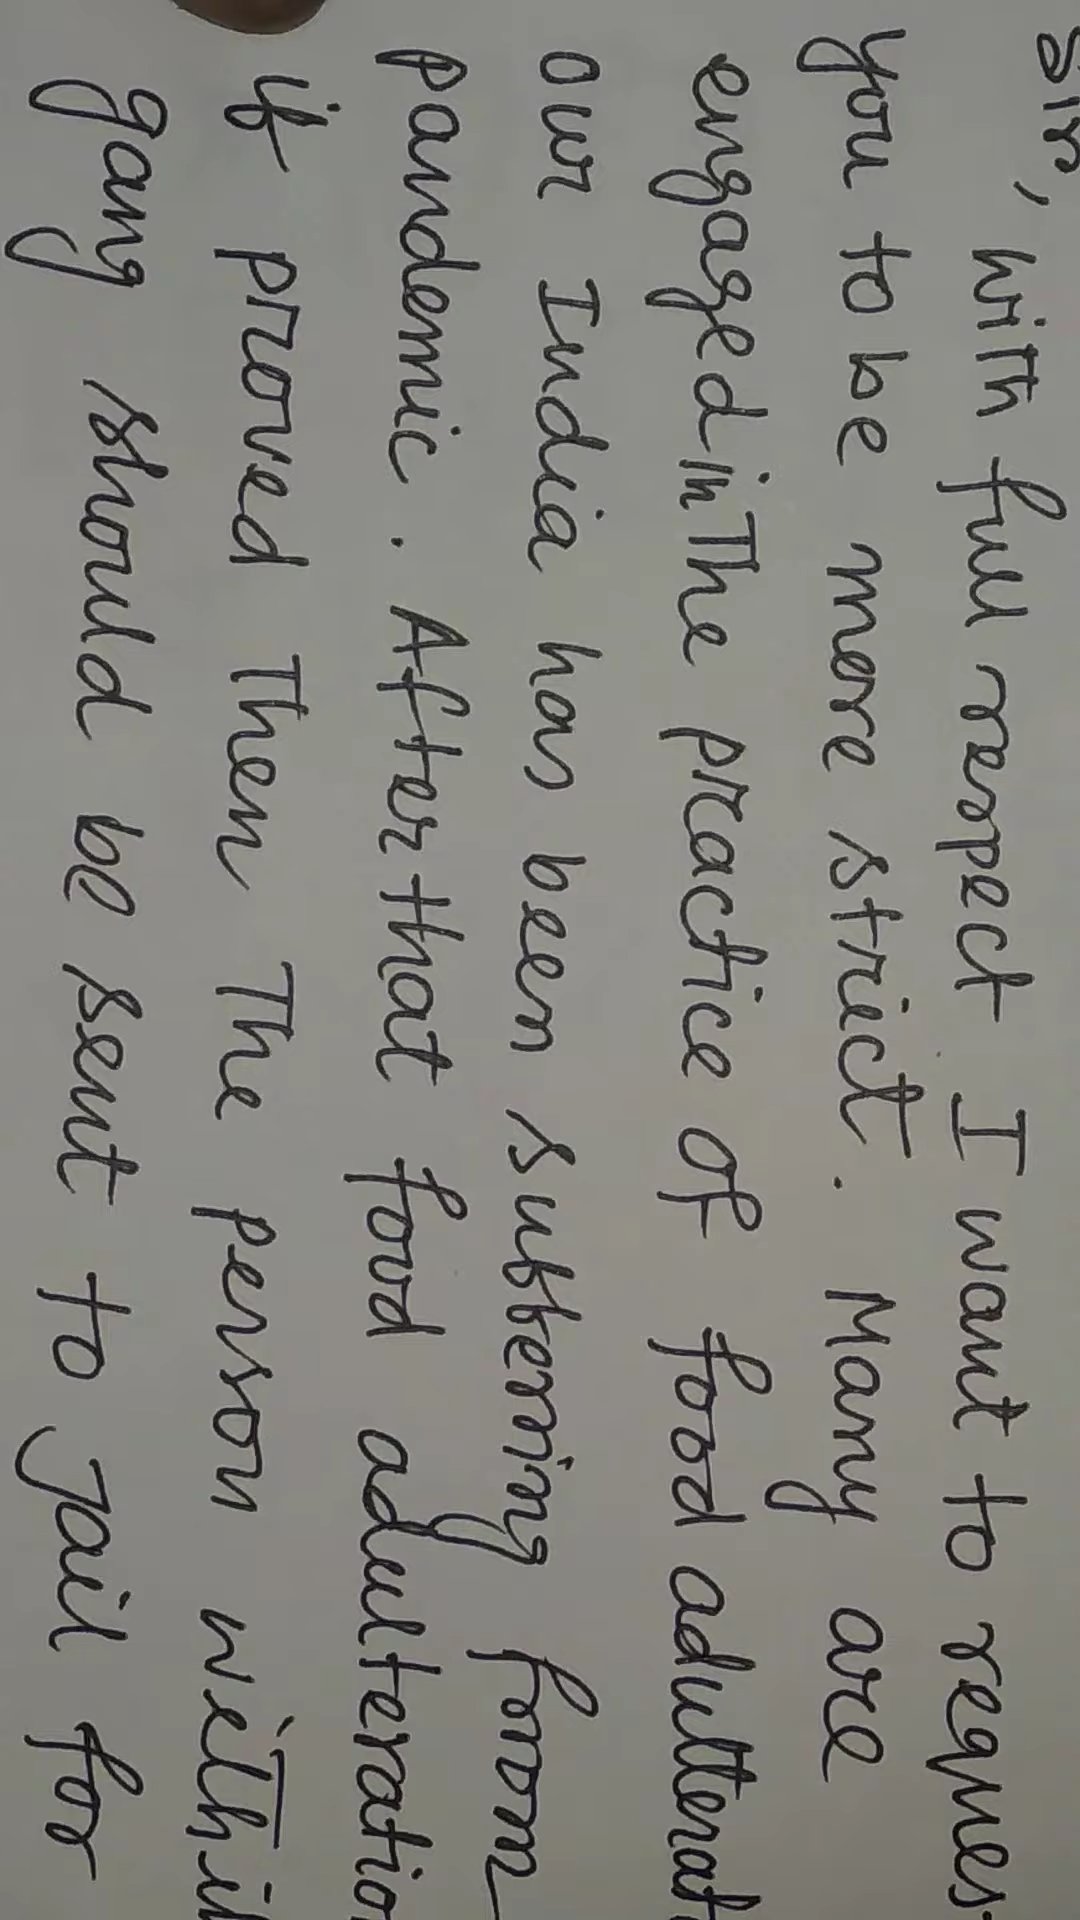 Sir,
with full respect I want to reques
you to be more strict. Many are
engaged in The practice of food adulterat
our India has been subtering from
pandemic. After that food adulteratio
if proved Then The person with
gang should be sent to Jail for